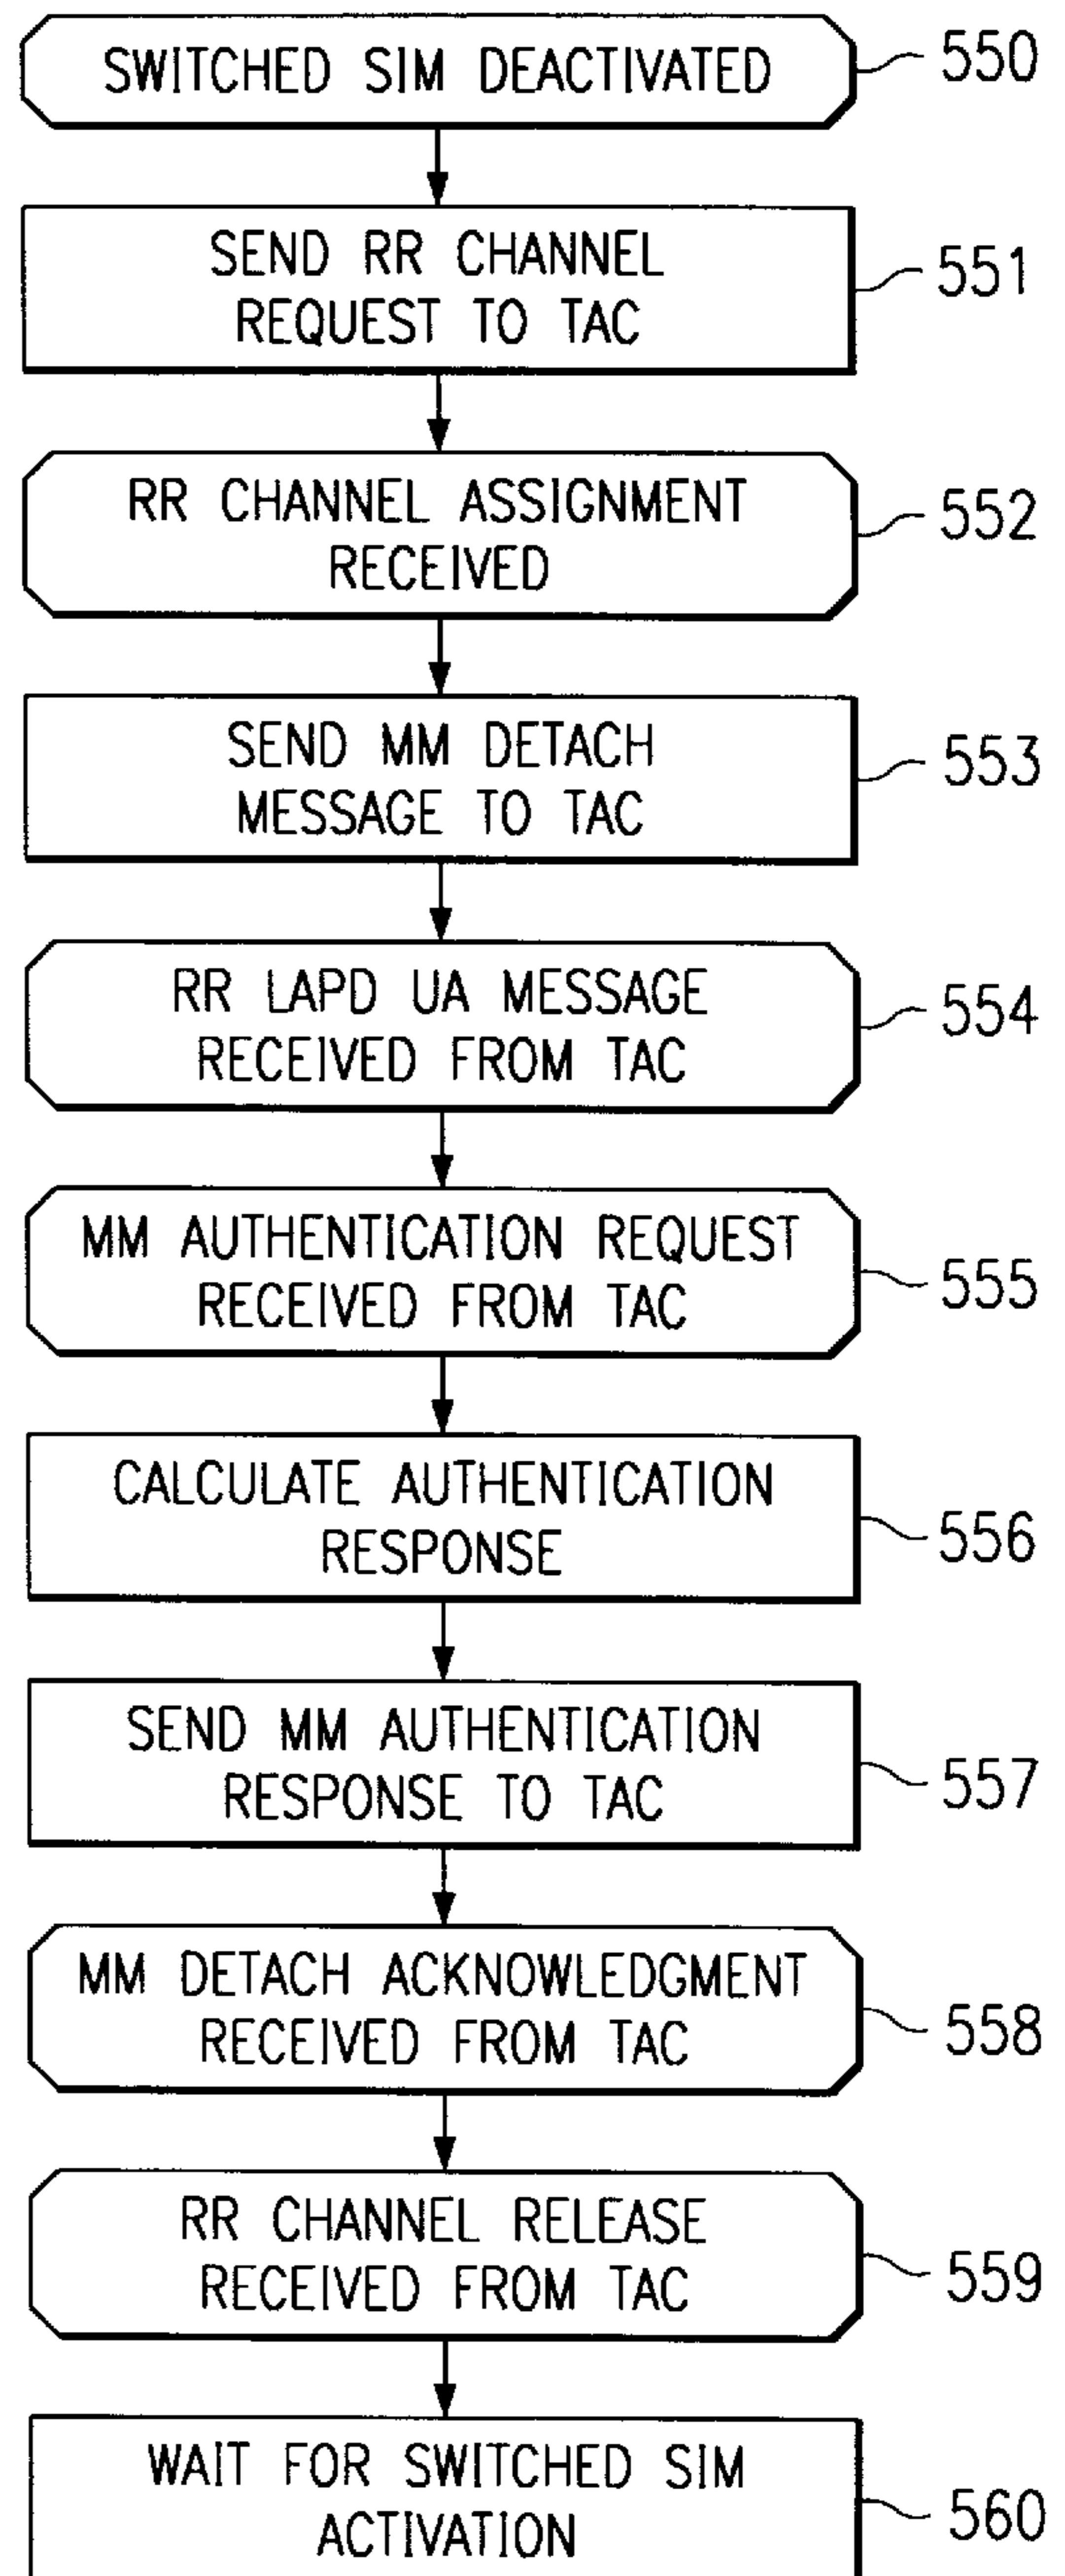 SWITCHED SIM DEACTIVATED
550
SEND RR CHANNEL
REQUEST TO TAC
551
RR CHANNEL ASSIGNMENT
RECEIVED
552
SEND MM DETACH
MESSAGE TO TAC
553
RR LAPD UA MESSAGE
RECEIVED FROM TAC
554
MM AUTHENTICATION REQUEST
RECEIVED FROM TAC
555
CALCULATE AUTHENTICATION
RESPONSE
556
SEND MM AUTHENTICATION
RESPONSE TO TAC
557
MM DETACH ACKNOWLEDGMENT
RECEIVED FROM TAC
558
RR CHANNEL RELEASE
RECEIVED FROM TAC
559
WAIT FOR SWITCHED SIM
ACTIVATION
560